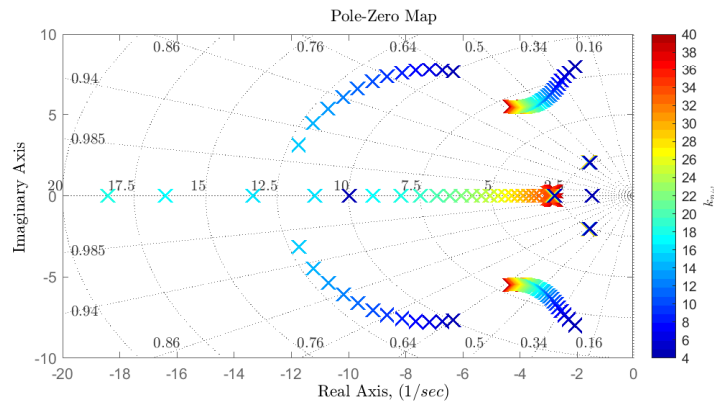 Pole-Zero Map
10 0.86 0.76 0.64 0.5 0.34 0.16 40
0.94 38
36
34
5 32
0.985 30
28
26
20 17.5 15 12.5 10 7.5 5 2.5 24
0 22
20
18
0.985 16
-5 14
12
10
0.94 8
0.86 0.76 0.64 0.5 0.34 0.16 6
-10 4
-20 -18 -16 -14 -12 -10 -8 -6 -4 -2 0
Real Axis, (1/sec)
Imaginary Axis